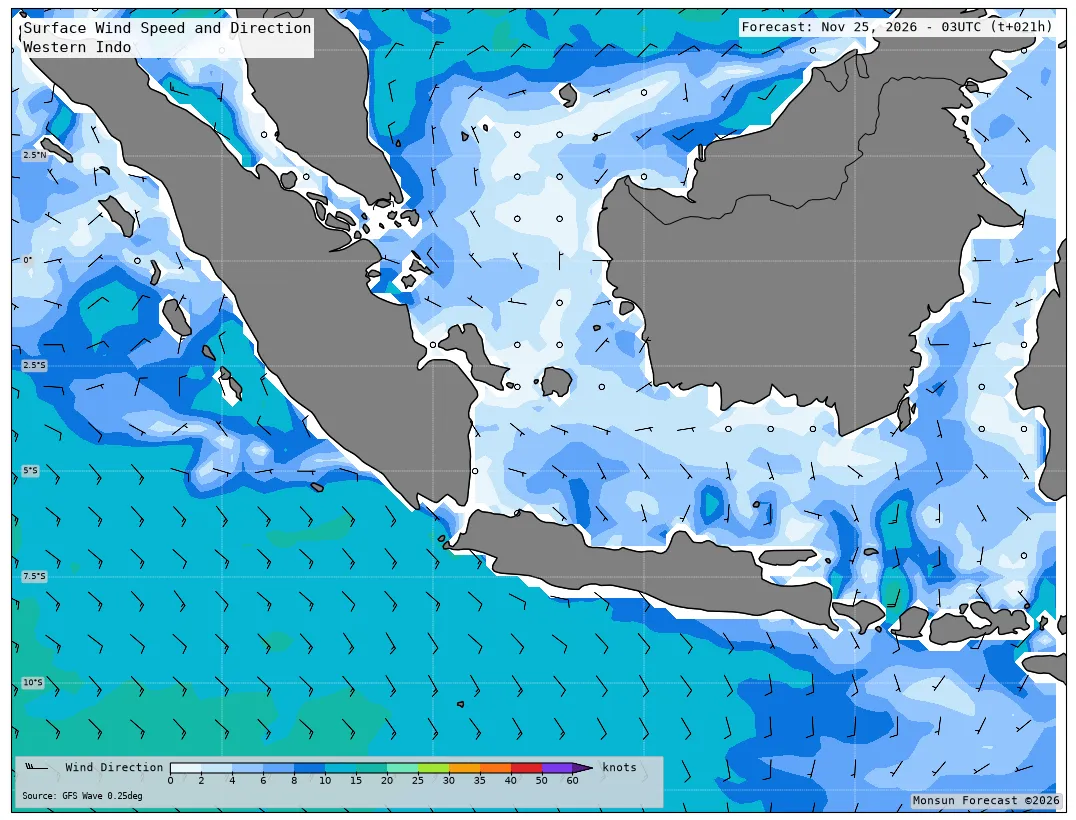 Surface Wind Speed and Direction
Western Indo
Forecast: Nov 25, 2026 - 03UTC (t+021h)
2.5°N
0°
2.5°S
5°S
7.5°S
10°S
Wind Direction
0 2 4 6 8 10 15 20 25 30 35 40 50 60
knots
Source: GFS Wave 0.25deg
Monsun Forecast ©2026